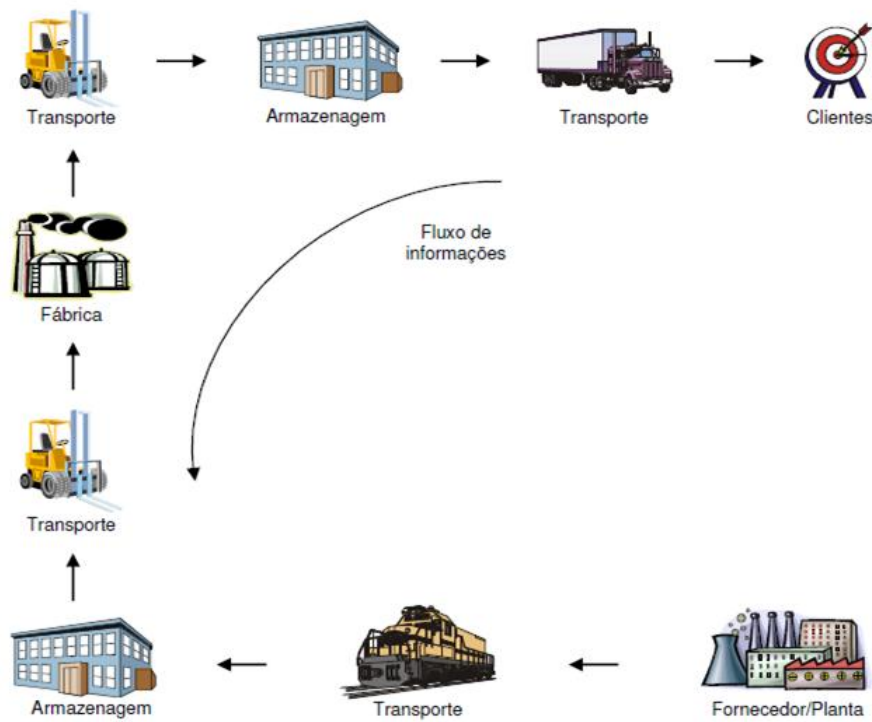 Transporte
Armazenagem
Transporte
Clientes
Fluxo de
informações
Fábrica
Transporte
Armazenagem
Transporte
Fornecedor/Planta